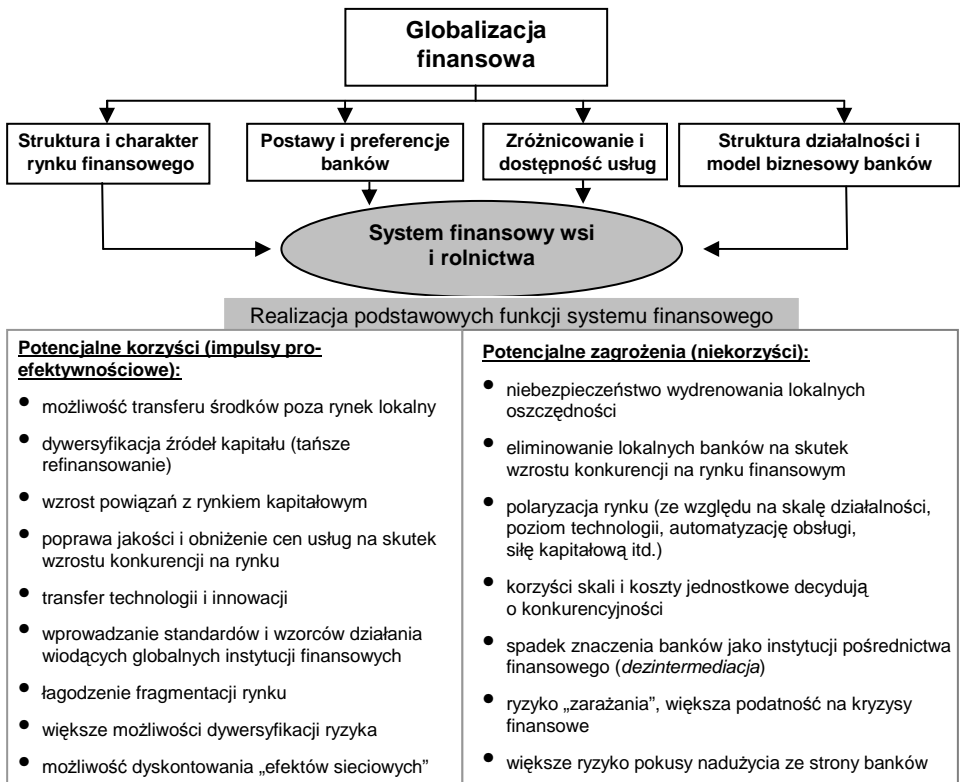 Globalizacja
finansowa
Struktura i charakter
rynku finansowego
Postawy i preferencje
banków
Zróżnicowanie i
dostępność usług
Struktura działalności i
model biznesowy banków
System finansowy wsi
i rolnictwa
Realizacja podstawowych funkcji systemu finansowego
Potencjalne korzyści (impulsy pro-
efektywnościowe):
• możliwość transferu środków poza rynek lokalny
• dywersyfikacja źródeł kapitału (tańsze
refinansowanie)
• wzrost powiązań z rynkiem kapitałowym
• poprawa jakości i obniżenie cen usług na skutek
wzrostu konkurencji na rynku
• transfer technologii i innowacji
• wprowadzanie standardów i wzorców działania
wiodących globalnych instytucji finansowych
• łagodzenie fragmentacji rynku
• większe możliwości dywersyfikacji ryzyka
• możliwość dyskontowania „efektów sieciowych”
Potencjalne zagrożenia (niekorzyści):
• niebezpieczeństwo wydrenowania lokalnych
oszczędności
• eliminowanie lokalnych banków na skutek
wzrostu konkurencji na rynku finansowym
• polaryzacja rynku (ze względu na skalę działalności,
poziom technologii, automatyzację obsługi,
siłę kapitałową itd.)
• korzyści skali i koszty jednostkowe decydują
o konkurencyjności
• spadek znaczenia banków jako instytucji pośrednictwa
finansowego (dezintermediacja)
• ryzyko „zarażania”, większa podatność na kryzysy
finansowe
• większe ryzyko pokusy nadużycia ze strony banków